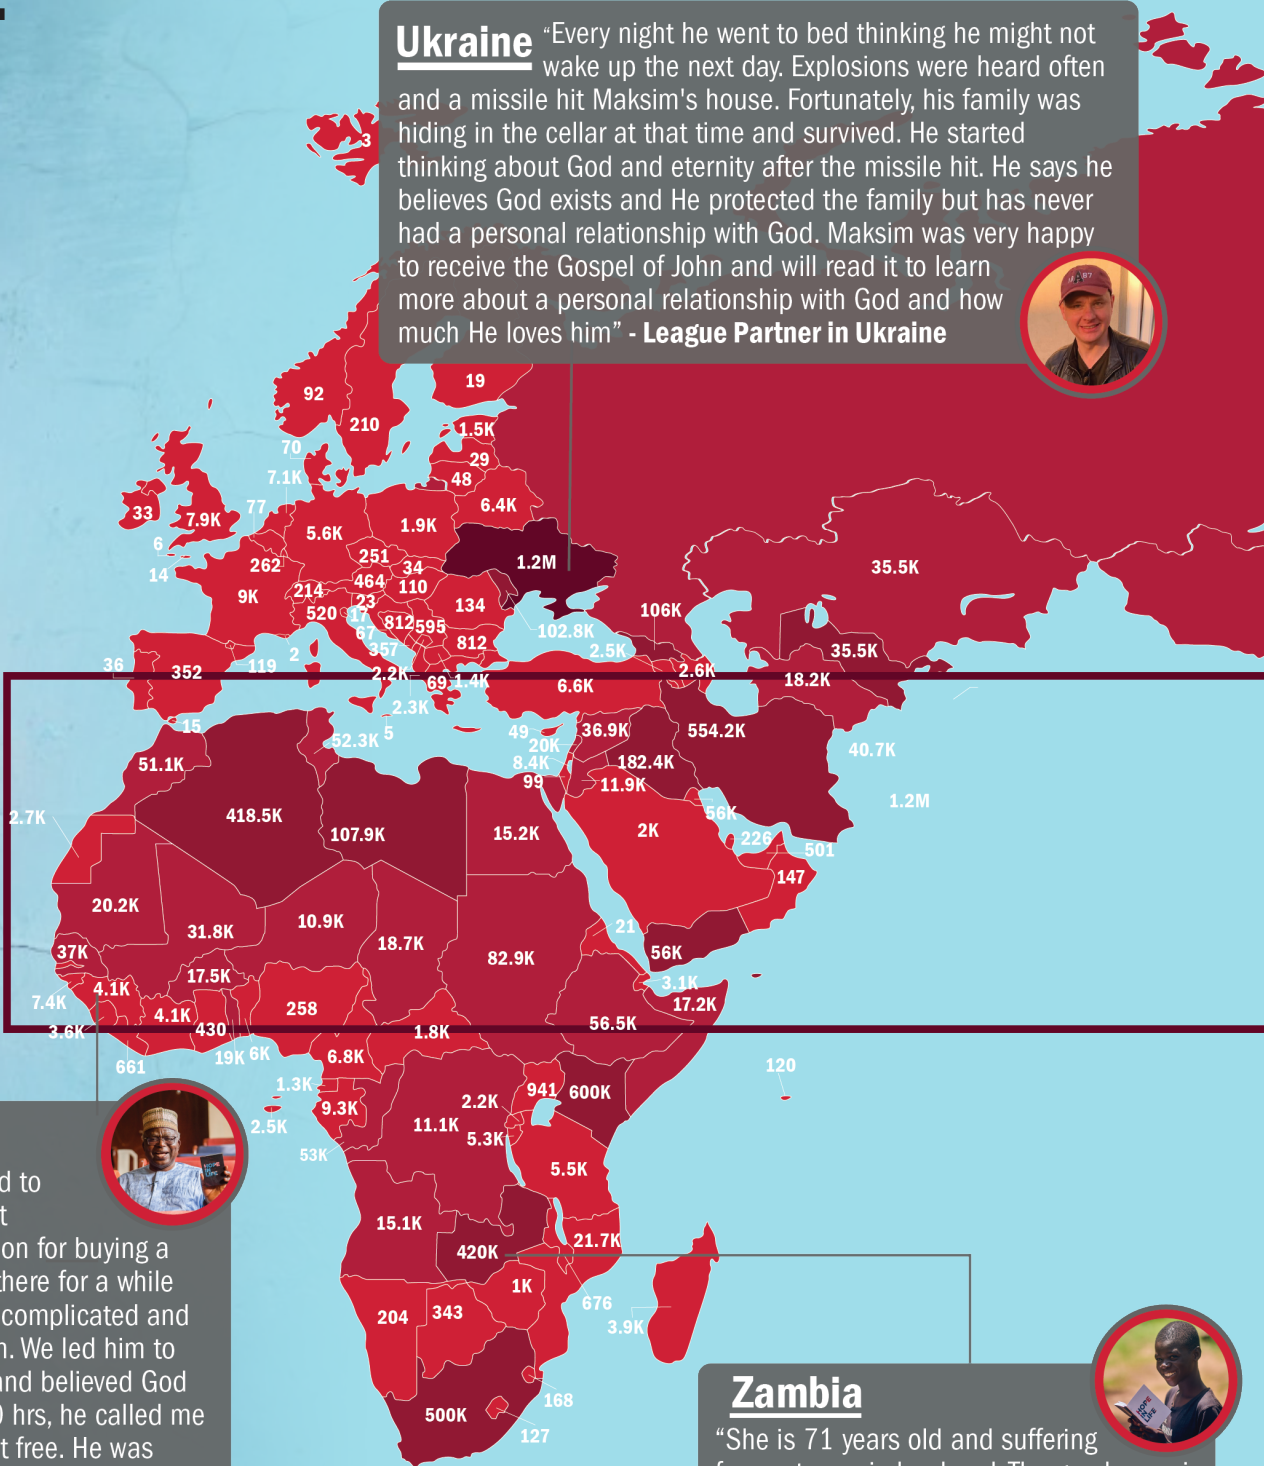 Ukraine “Every night he went to bed thinking he might not
wake up the next day. Explosions were heard often
and a missile hit Maksim's house. Fortunately, his family was
hiding in the cellar at that time and survived. He started
thinking about God and eternity after the missile hit. He says he
believes God exists and He protected the family but has never
had a personal relationship with God. Maksim was very happy
to receive the Gospel of John and will read it to learn
more about a personal relationship with God and how
much He loves him” - League Partner in Ukraine
3
92
19
210
1.5K
70
29
7.1K
48
77
6.4K
33
7.9K
5.6K
1.9K
6
251
1.2M
14
262
34
35.5K
464
110
9K
214
23
134
106K
520
17
812
595
102.8K
67
812
357
2.5K
35.5K
36
352
119
2
2.2K
69
1.4K
6.6K
2.6K
18.2K
2.3K
15
52.3K
5
49
36.9K
554.2K
20K
40.7K
51.1K
8.4K
182.4K
99
11.9K
1.2M
2.7K
418.5K
107.9K
15.2K
2K
56K
226
501
147
20.2K
31.8K
10.9K
21
37K
18.7K
82.9K
56K
17.5K
3.1K
4.1K
7.4K
17.2K
4.1K
258
3.6K
430
1.8K
56.5K
661
19K
6K
6.8K
120
1.3K
941
600K
9.3K
2.2K
2.5K
11.1K
5.3K
53K
5.5K
15.1K
420K
21.7K
1K
676
204
343
3.9K
168
500K
127
d to
t
on for buying a
there for a while
complicated and
n. We led him to
and believed God
0 hrs, he called me
t free. He was
HOPE
IN
LIFE
Zambia
“She is 71 years old and suffering
HOPE
IN
LIFE